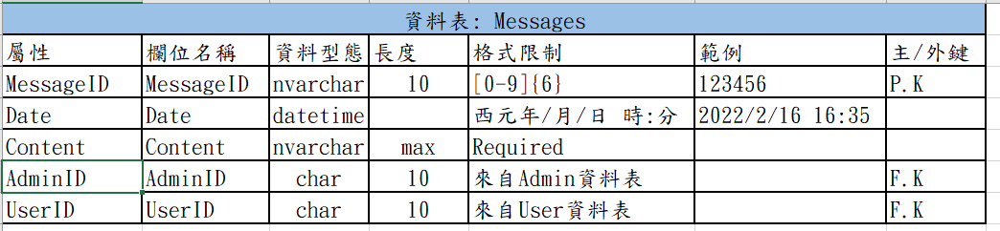 資料表: Messages
屬性 欄位名稱 資料型態 長度 格式限制 範例 主/外鍵
MessageID MessageID nvarchar 10 [0-9]{6} 123456 P.K
Date Date datetime 西元年/月/日 時:分 2022/2/16 16:35
Content Content nvarchar max Required
AdminID AdminID char 10 來自Admin資料表 F.K
UserID UserID char 10 來自User資料表 F.K